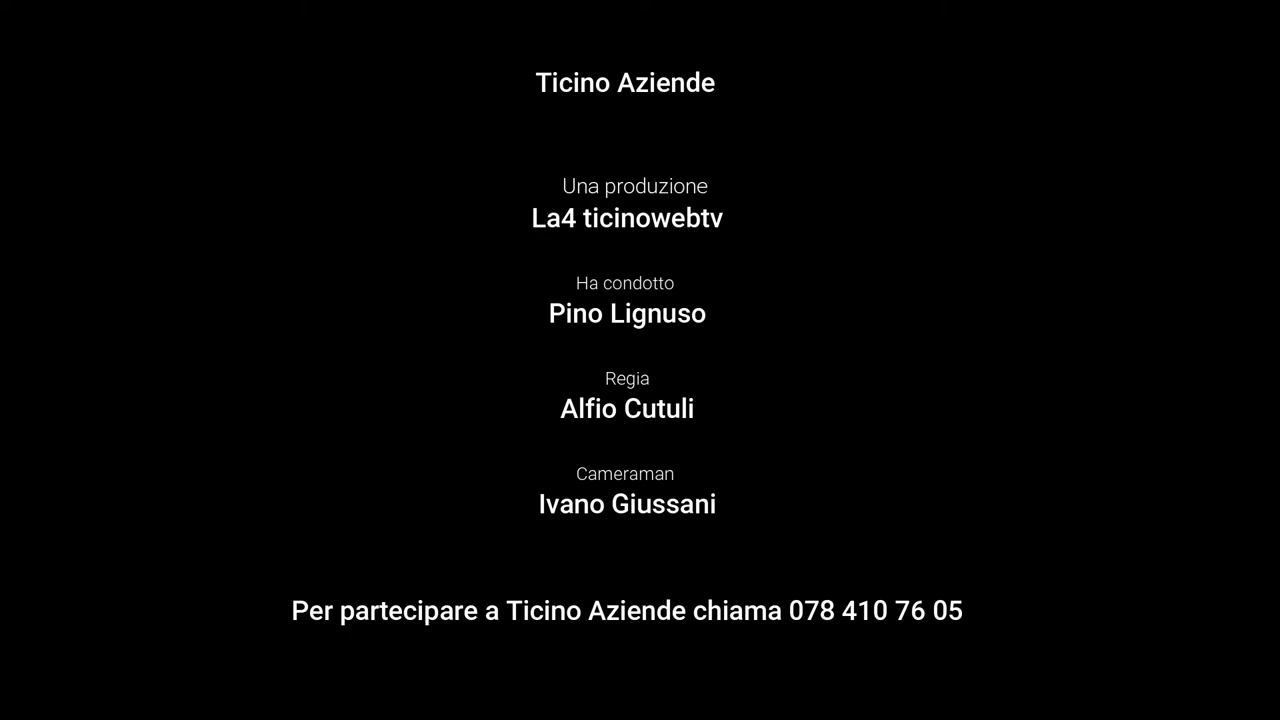 Ticino Aziende
Una produzione
La4 ticinowebtv
Ha condotto
Pino Lignuso
Regia
Alfio Cutuli
Cameraman
Ivano Giussani
Per partecipare a Ticino Aziende chiama 078 410 76 05